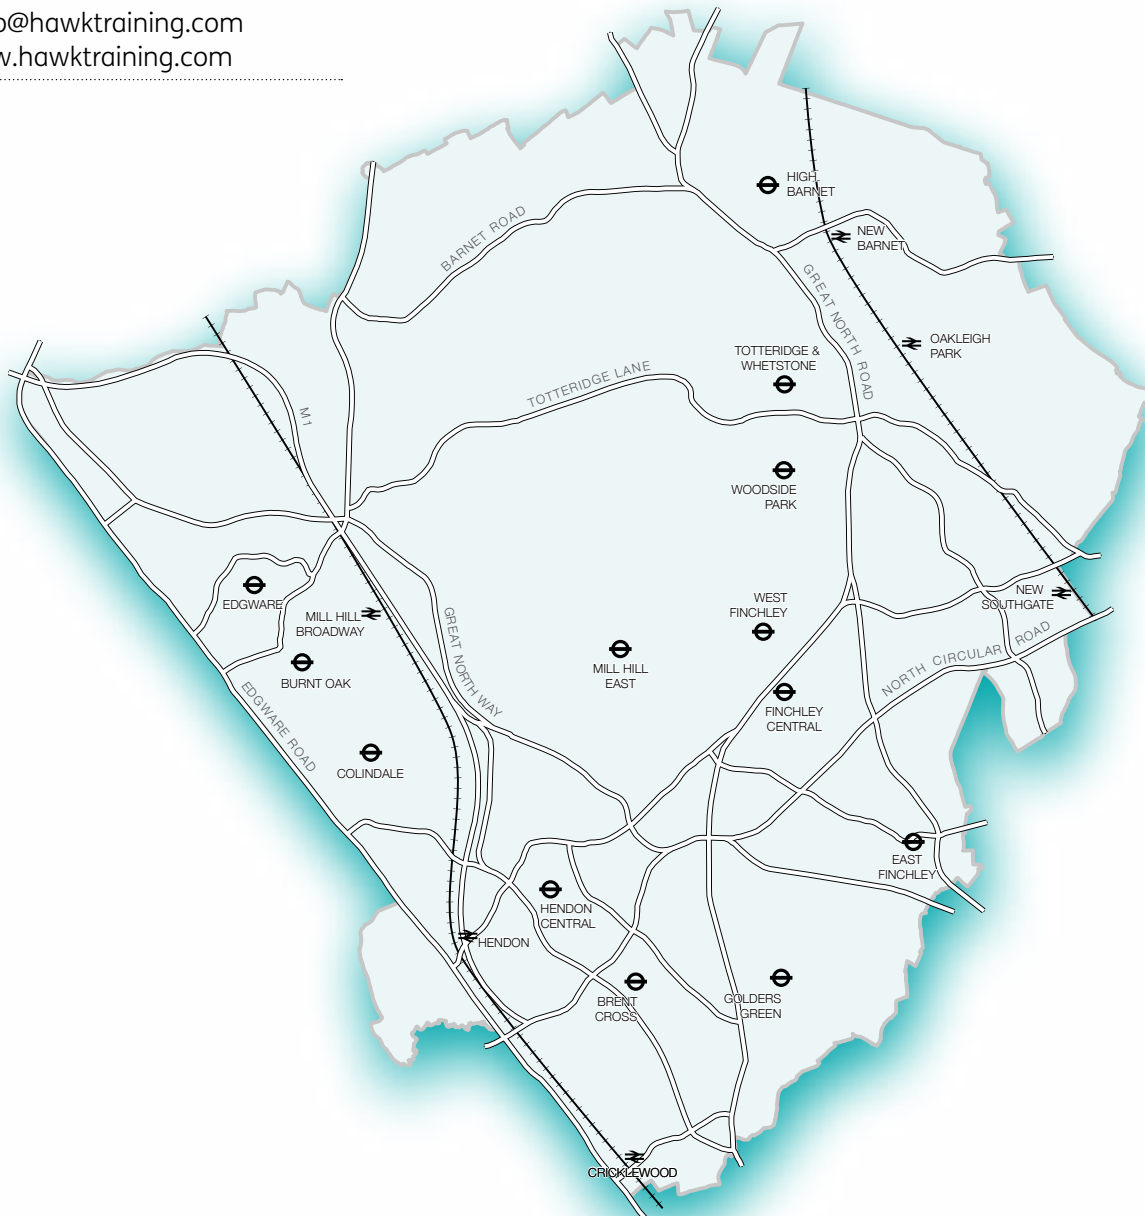 @hawktraining.com
.hawktraining.com
HIGH
BARNET
NEW
BARNET
BARNET ROAD
GREAT NORTH ROAD
OAKLEIGH
PARK
TOTTERIDGE &
WHETSTONE
TOTTERIDGE LANE
M1
WOODSIDE
PARK
EDGWARE
MILL HILL
BROADWAY
WEST
FINCHLEY
NEW
SOUTHGATE
GREAT NORTH WAY
NORTH CIRCULAR ROAD
MILL HILL
EAST
BURNT OAK
EDGWARE ROAD
FINCHLEY
CENTRAL
COLINDALE
EAST
FINCHLEY
HENDON
CENTRAL
HENDON
BRENT
CROSS
GOLDERS
GREEN
CRICKLEWOOD